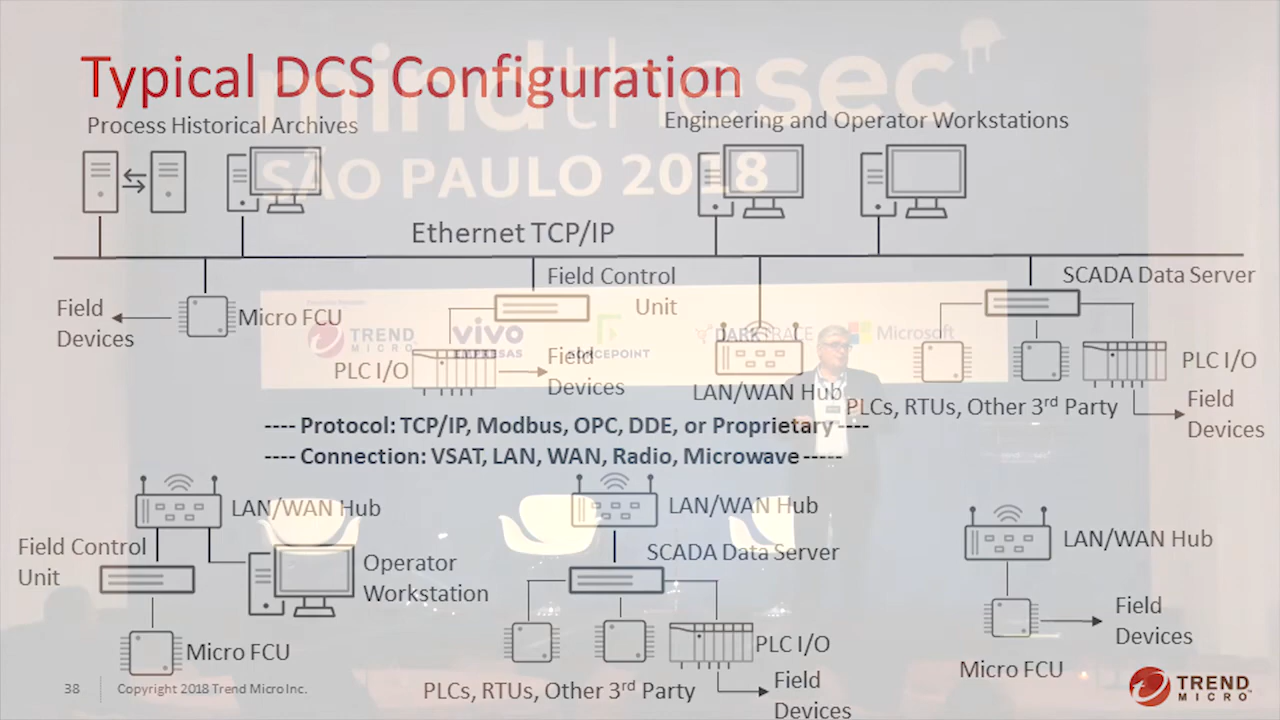 Typical DCS Configuration
mindthesec
SÃO PAULO 2018
Process Historical Archives
Engineering and Operator Workstations
Ethernet TCP/IP
Field Control
Unit
SCADA Data Server
Field
Devices
Micro FCU
TREND
MICRO
vivo
EMPRESAS
FORCEPOINT
DARKTRACE
Microsoft
PLC I/O
Field
Devices
LAN/WAN Hub
PLC I/O
PLCs, RTUs, Other 3rd Party
Field
Devices
---- Protocol: TCP/IP, Modbus, OPC, DDE, or Proprietary ----
---- Connection: VSAT, LAN, WAN, Radio, Microwave -----
LAN/WAN Hub
Field Control
Unit
Operator
Workstation
Micro FCU
LAN/WAN Hub
SCADA Data Server
PLC I/O
PLCs, RTUs, Other 3rd Party
Field
Devices
LAN/WAN Hub
Field
Devices
Micro FCU
38
Copyright 2018 Trend Micro Inc.
TREND
MICRO